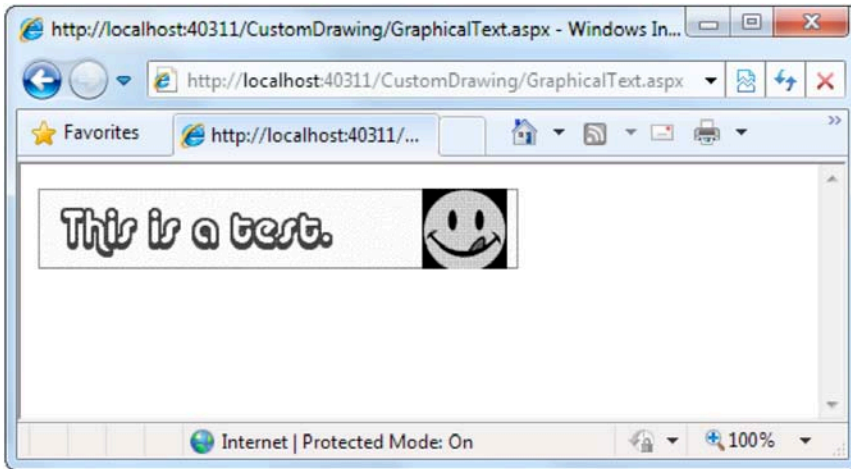 http://localhost:40311/CustomDrawing/GraphicalText.aspx - Windows In...
http://localhost:40311/CustomDrawing/GraphicalText.aspx
Favorites http://localhost:40311/...
This is a test.
Internet | Protected Mode: On 100%